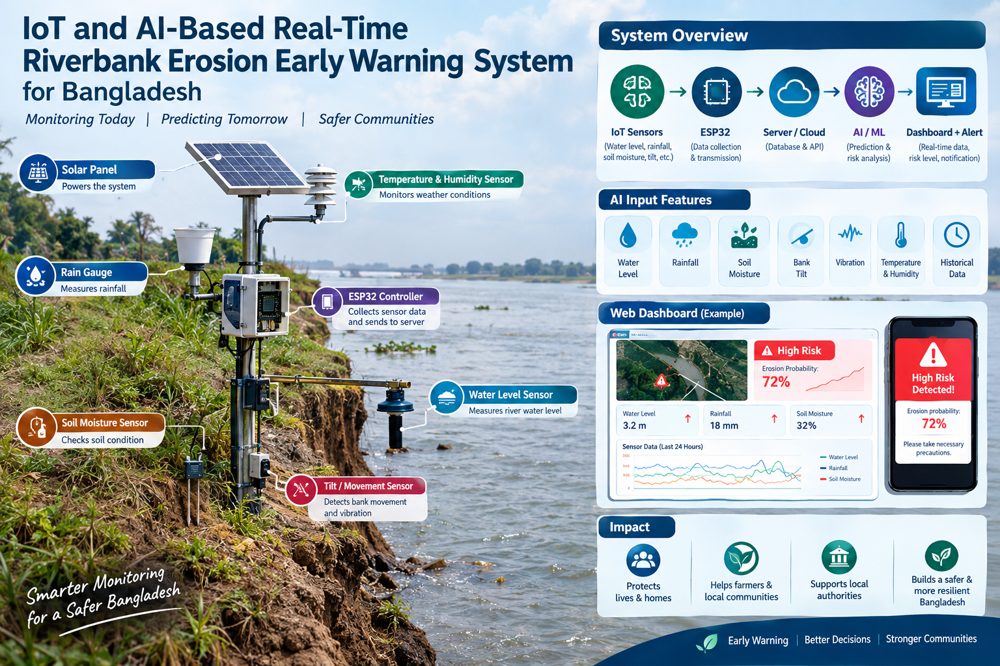 IoT and AI-Based Real-Time
Riverbank Erosion Early Warning System
for Bangladesh
Monitoring Today | Predicting Tomorrow | Safer Communities
Solar Panel
Powers the system
Temperature & Humidity Sensor
Monitors weather conditions
Rain Gauge
Measures rainfall
ESP32 Controller
Collects sensor data
and sends to server
Water Level Sensor
Measures river water level
Soil Moisture Sensor
Checks soil condition
Tilt / Movement Sensor
Detects bank movement
and vibration
Smarter Monitoring
for a Safer Bangladesh
System Overview
IoT Sensors
(Water level, rainfall,
soil moisture, tilt, etc.)
ESP32
(Data collection
& transmission)
Server / Cloud
(Database & API)
AI / ML
(Prediction &
risk analysis)
Dashboard + Alert
(Real-time data,
risk level, notification)
AI Input Features
Water
Level
Rainfall
Soil
Moisture
Bank
Tilt
Vibration
Temperature
& Humidity
Historical
Data
Web Dashboard (Example)
High Risk
Erosion Probability:
72%
Water Level
3.2 m
Rainfall
18 mm
Soil Moisture
32%
Sensor Data (Last 24 Hours)
Water Level
Rainfall
Soil Moisture
High Risk
Detected!
Erosion probability:
72%
Please take necessary
precautions.
Impact
Protects
lives & homes
Helps farmers &
local communities
Supports local
authorities
Builds a safer &
more resilient
Bangladesh
Early Warning | Better Decisions | Stronger Communities